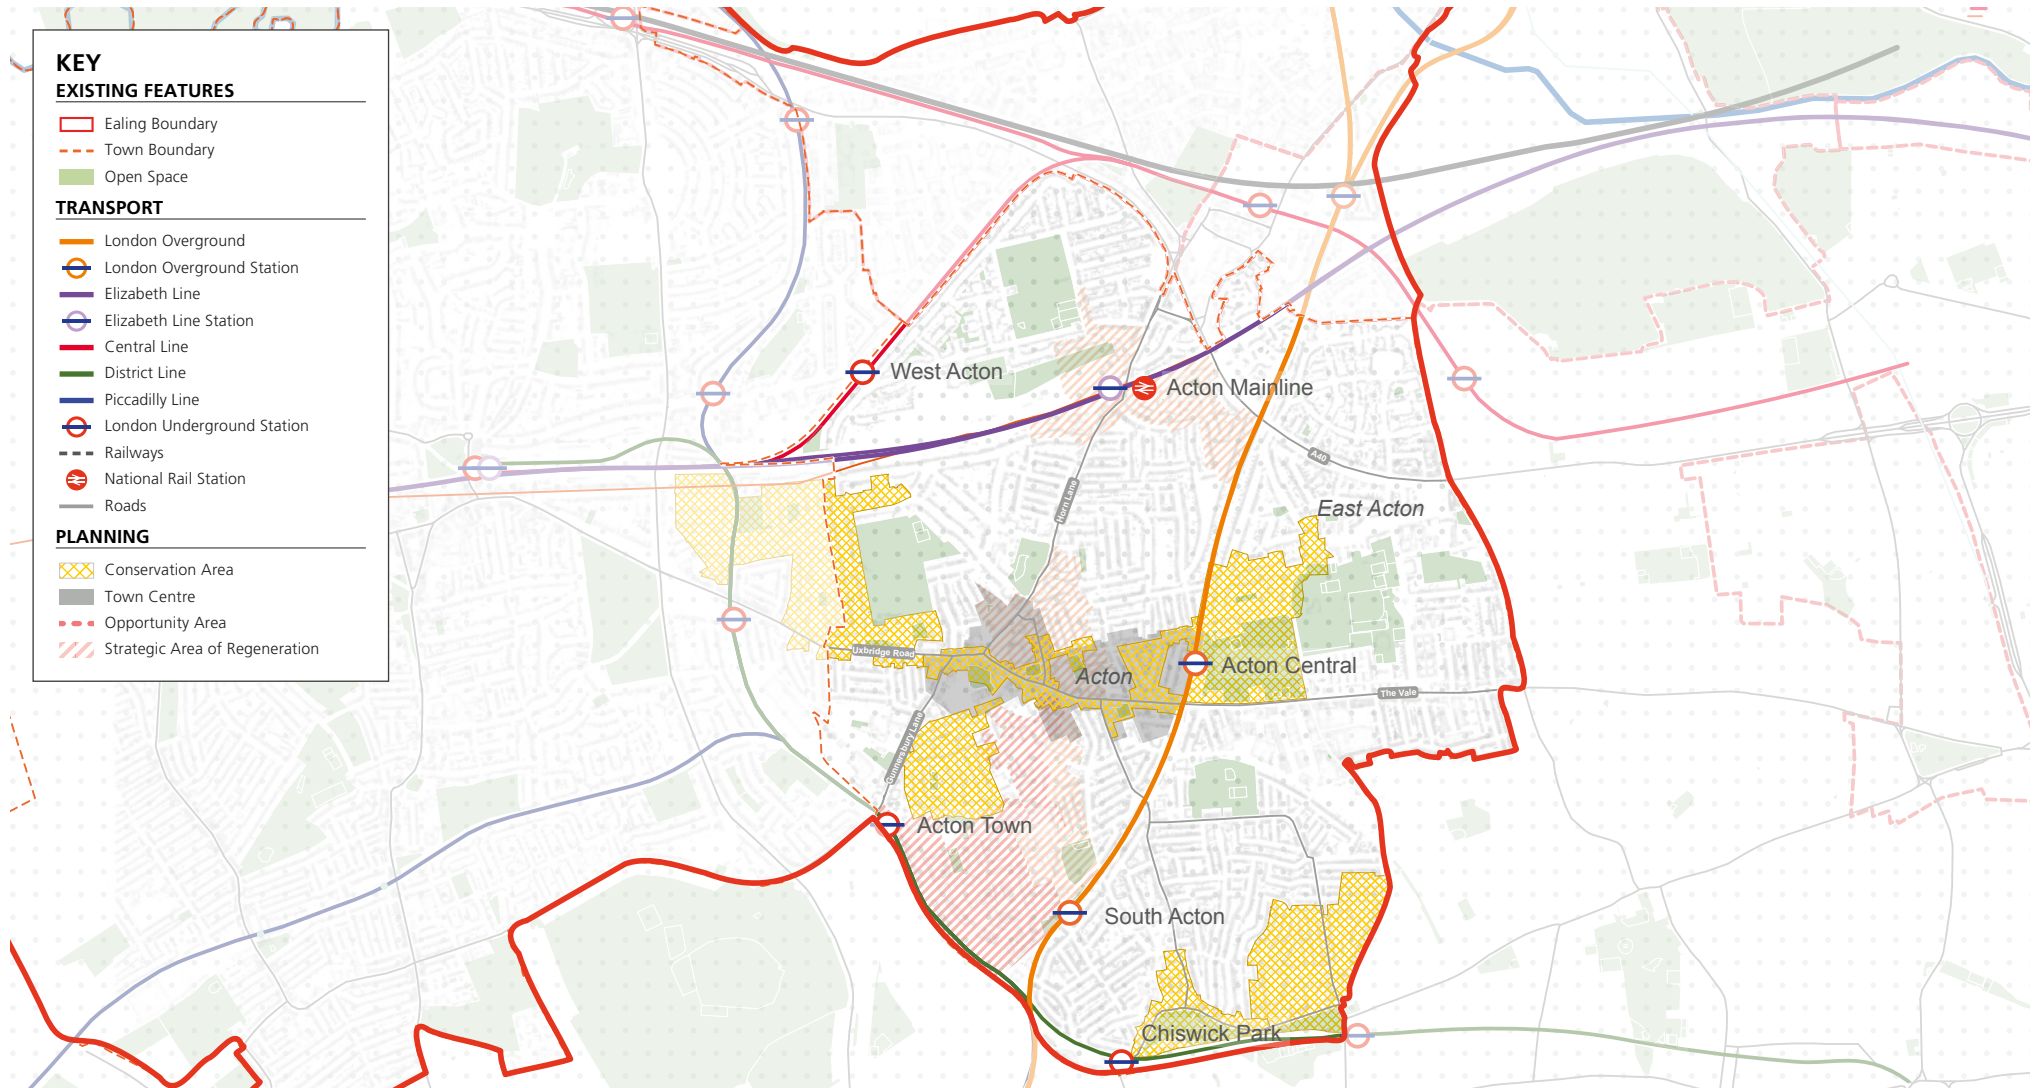 KEY
EXISTING FEATURES
Ealing Boundary
Town Boundary
Open Space
TRANSPORT
London Overground
London Overground Station
Elizabeth Line
Elizabeth Line Station
Central Line
District Line
Piccadilly Line
London Underground Station
Railways
National Rail Station
Roads
PLANNING
Conservation Area
Town Centre
Opportunity Area
Strategic Area of Regeneration
West Acton
Acton Mainline
A40
Horn Lane
East Acton
Uxbridge Road
Acton
Acton Central
The Vale
Gunnersbury Lane
Acton Town
South Acton
Chiswick Park